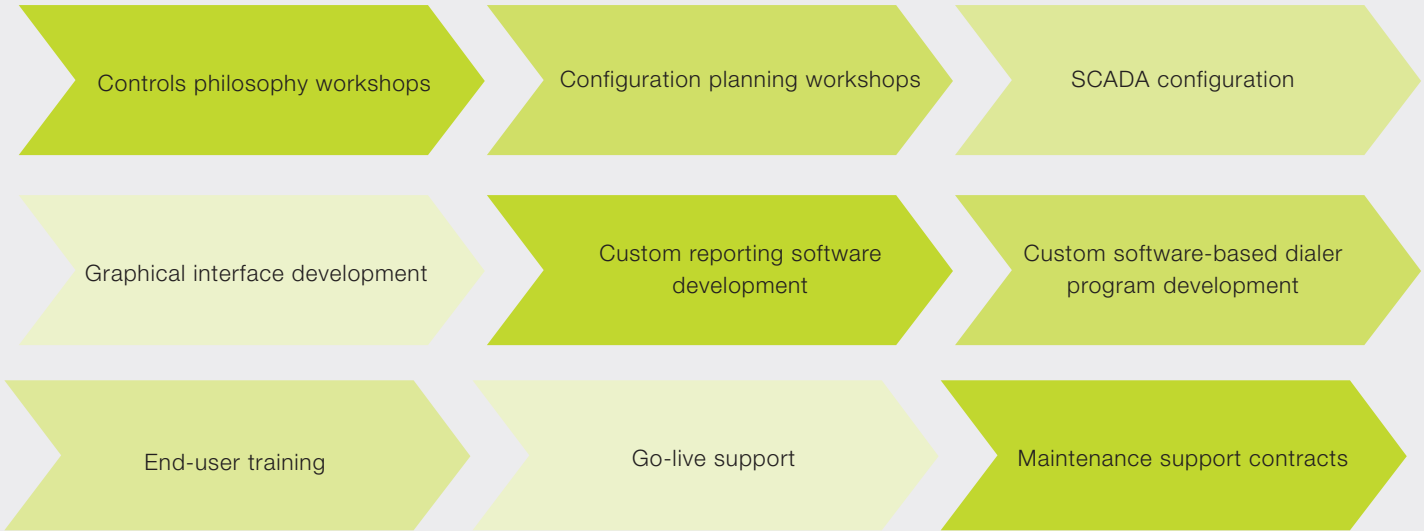 Controls philosophy workshops
Configuration planning workshops
SCADA configuration
Graphical interface development
Custom reporting software
development
Custom software-based dialer
program development
End-user training
Go-live support
Maintenance support contracts